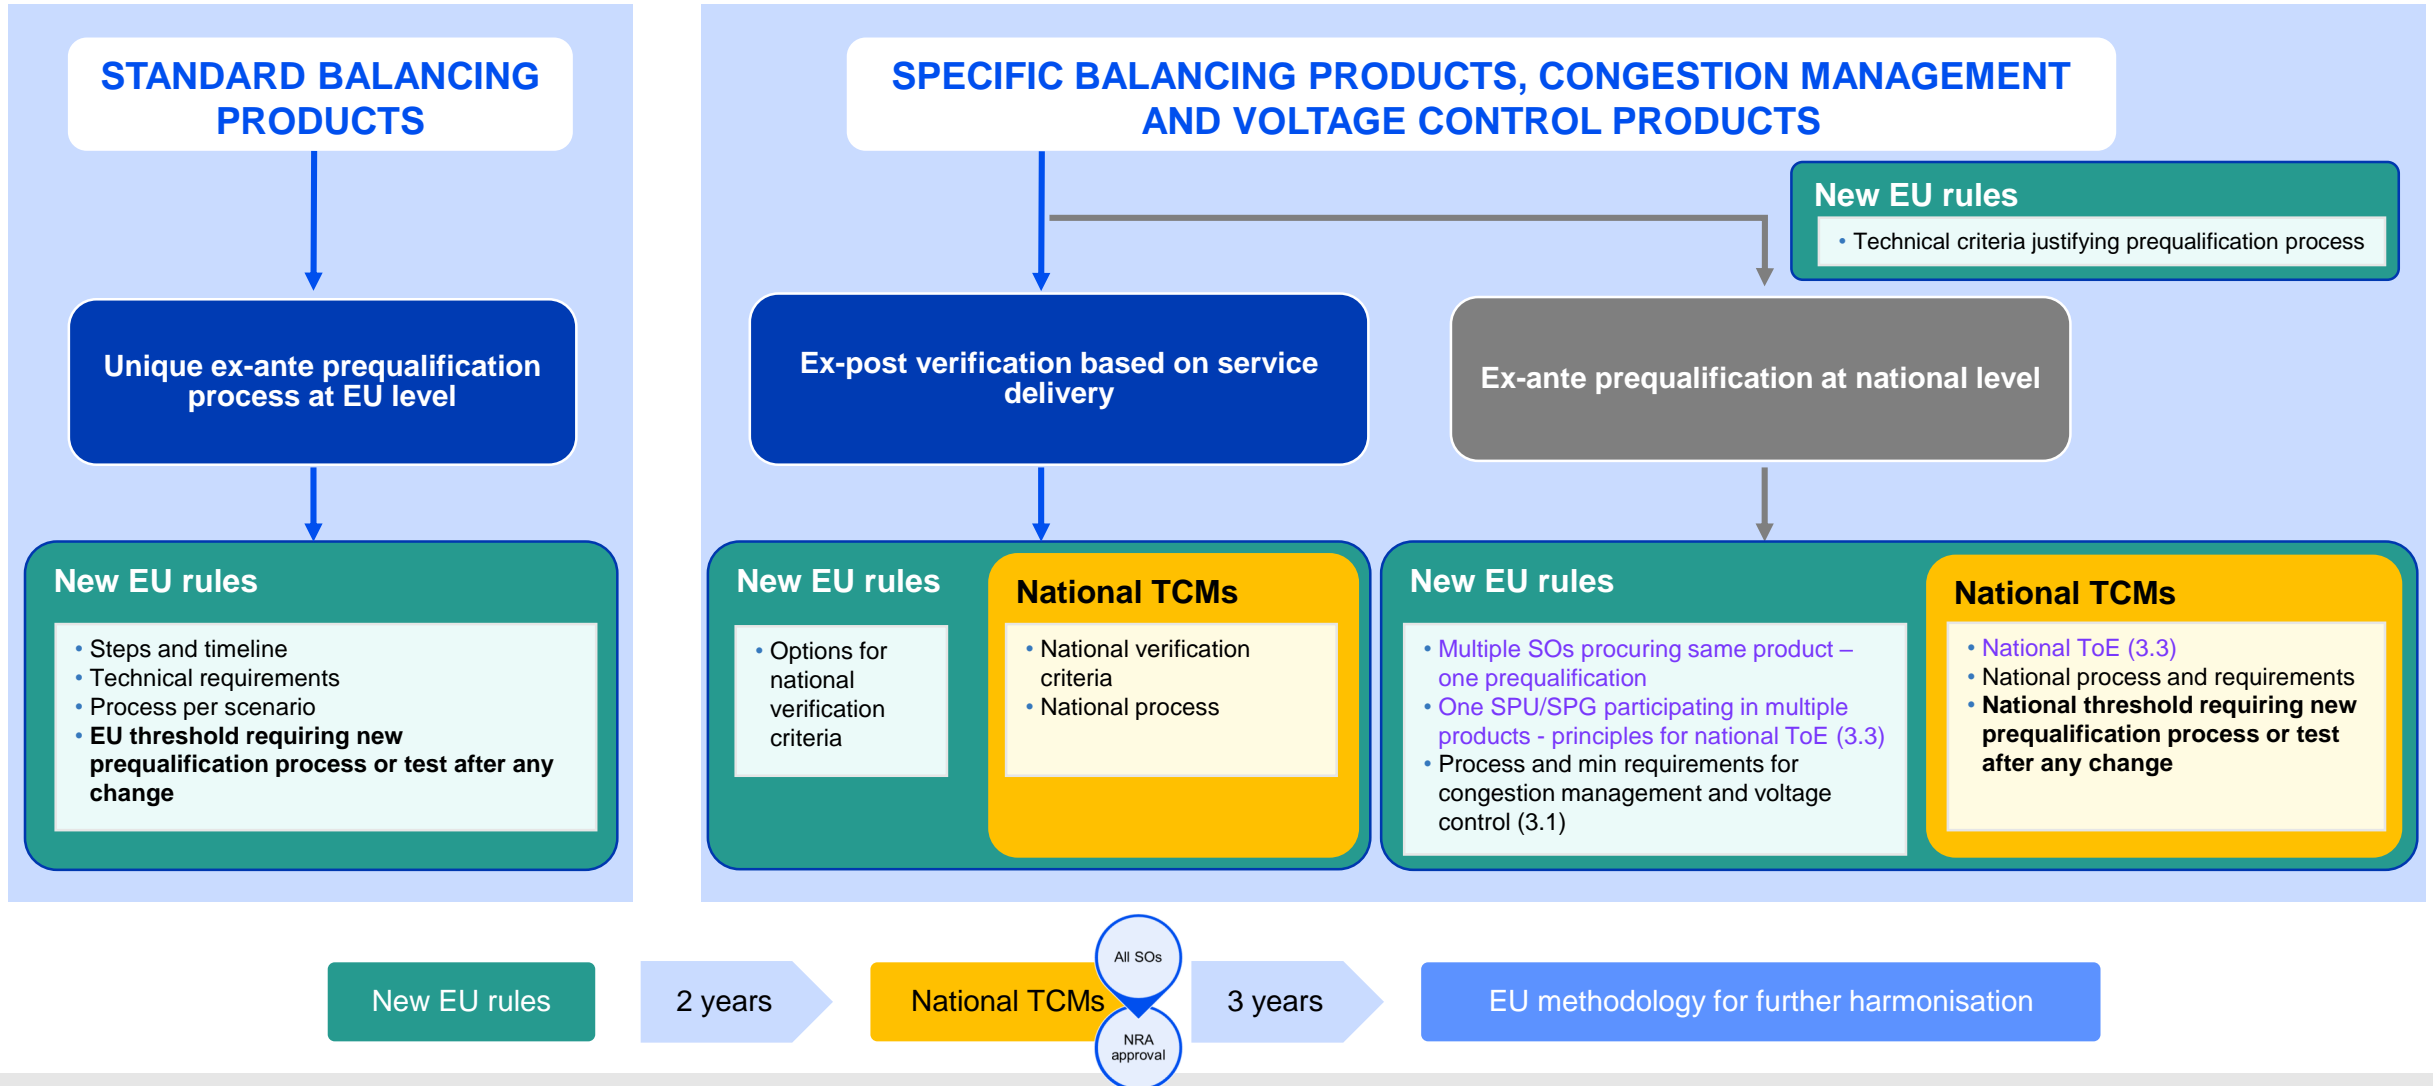 STANDARD BALANCING
PRODUCTS
SPECIFIC BALANCING PRODUCTS, CONGESTION MANAGEMENT
AND VOLTAGE CONTROL PRODUCTS
New EU rules
• Technical criteria justifying prequalification process
Unique ex-ante prequalification
process at EU level
Ex-post verification based on service
delivery
Ex-ante prequalification at national level
New EU rules
• Steps and timeline
• Technical requirements
• Process per scenario
• EU threshold requiring new
prequalification process or test after any
change
New EU rules
• Options for
national
verification
criteria
National TCMs
• National verification
criteria
• National process
New EU rules
• Multiple SOs procuring same product –
one prequalification
• One SPU/SPG participating in multiple
products - principles for national ToE (3.3)
• Process and min requirements for
congestion management and voltage
control (3.1)
National TCMs
• National ToE (3.3)
• National process and requirements
• National threshold requiring new
prequalification process or test
after any change
New EU rules
2 years
National TCMs
All SOs
NRA
approval
3 years
EU methodology for further harmonisation